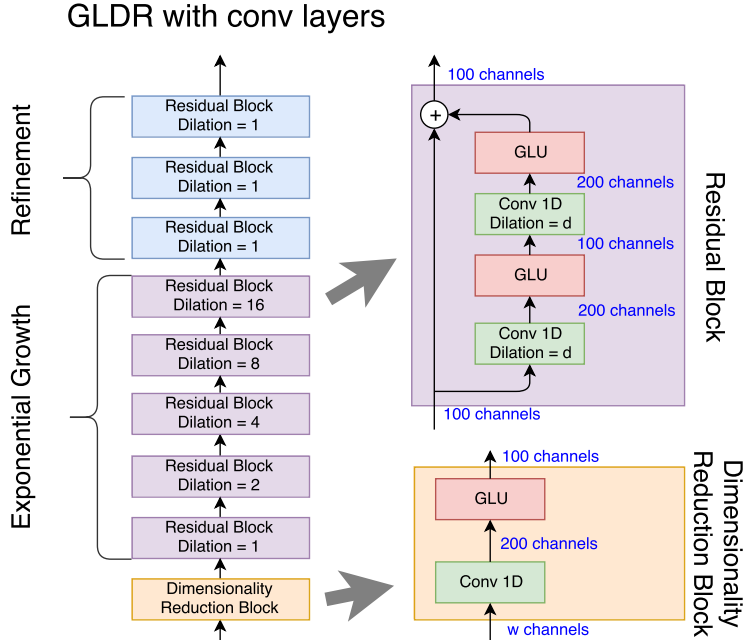 GLDR with conv layers
Refinement
Residual Block
Dilation = 1
Residual Block
Dilation = 1
Residual Block
Dilation = 1
Exponential Growth
Residual Block
Dilation = 16
Residual Block
Dilation = 8
Residual Block
Dilation = 4
Residual Block
Dilation = 2
Residual Block
Dilation = 1
Dimensionality
Reduction Block
100 channels
+
GLU
200 channels
Conv 1D
Dilation = d
100 channels
GLU
200 channels
Conv 1D
Dilation = d
100 channels
Residual Block
100 channels
GLU
200 channels
Conv 1D
w channels
Dimensionality
Reduction Block